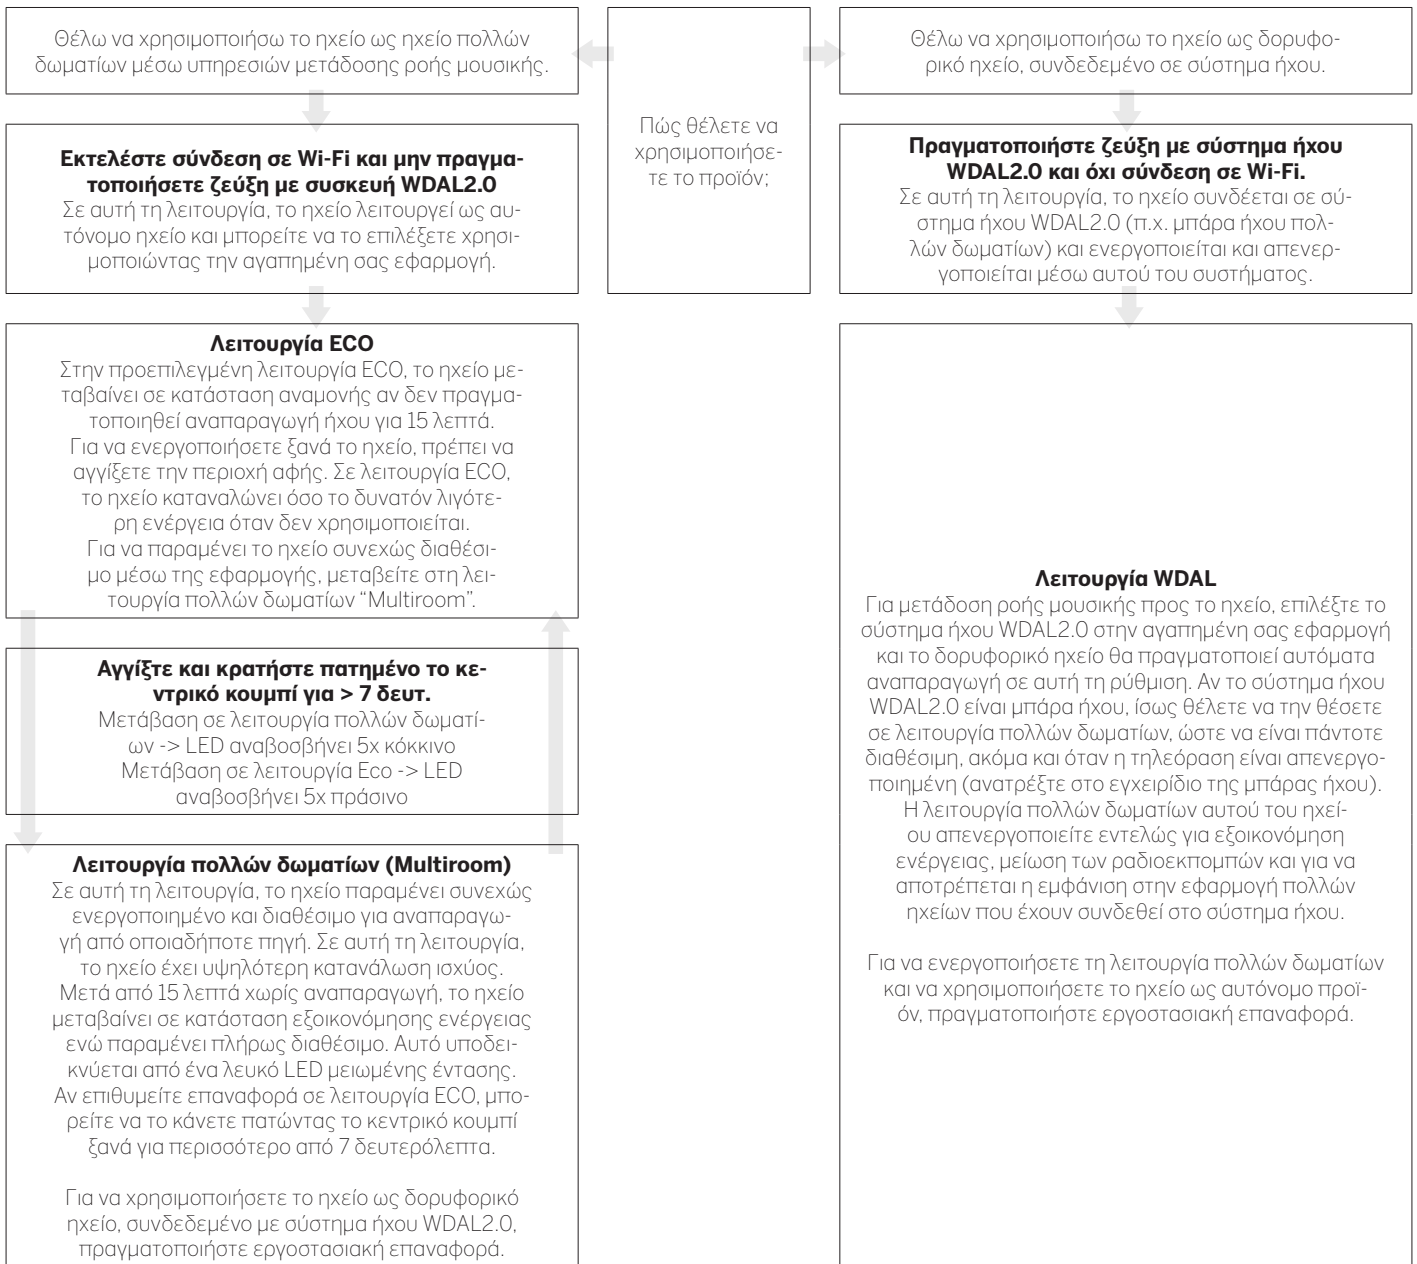 Θέλω να χρησιμοποιήσω το ηχείο ως ηχείο πολλών
δωματίων μέσω υπηρεσιών μετάδοσης ροής μουσικής.
Εκτελέστε σύνδεση σε Wi-Fi και μην πραγμα-
τοποιήσετε ζεύξη με συσκευή WDAL2.0
Σε αυτή τη λειτουργία, το ηχείο λειτουργεί ως αυ-
τόνομο ηχείο και μπορείτε να το επιλέξετε χρησι-
μοποιώντας την αγαπημένη σας εφαρμογή.
Λειτουργία ECO
Στην προεπιλεγμένη λειτουργία ECO, το ηχείο με-
ταβαίνει σε κατάσταση αναμονής αν δεν πραγμα-
τοποιηθεί αναπαραγωγή ήχου για 15 λεπτά.
Για να ενεργοποιήσετε ξανά το ηχείο, πρέπει να
αγγίξετε την περιοχή αφής. Σε λειτουργία ECO,
το ηχείο καταναλώνει όσο το δυνατόν λιγότε-
ρη ενέργεια όταν δεν χρησιμοποιείται.
Για να παραμένει το ηχείο συνεχώς διαθέσι-
μο μέσω της εφαρμογής, μεταβείτε στη λει-
τουργία πολλών δωματίων “Multiroom”.
Αγγίξτε και κρατήστε πατημένο το κε-
ντρικό κουμπί για > 7 δευτ.
Μετάβαση σε λειτουργία πολλών δωματί-
ων -> LED αναβοσβήνει 5x κόκκινο
Μετάβαση σε λειτουργία Eco -> LED
αναβοσβήνει 5x πράσινο
Λειτουργία πολλών δωματίων (Multiroom)
Σε αυτή τη λειτουργία, το ηχείο παραμένει συνεχώς
ενεργοποιημένο και διαθέσιμο για αναπαραγω-
γή από οποιαδήποτε πηγή. Σε αυτή τη λειτουργία,
το ηχείο έχει υψηλότερη κατανάλωση ισχύος.
Μετά από 15 λεπτά χωρίς αναπαραγωγή, το ηχείο
μεταβαίνει σε κατάσταση εξοικονόμησης ενέργειας
ενώ παραμένει πλήρως διαθέσιμο. Αυτό υποδει-
κνύεται από ένα λευκό LED μειωμένης έντασης.
Αν επιθυμείτε επαναφορά σε λειτουργία ECO, μπο-
ρείτε να το κάνετε πατώντας το κεντρικό κουμπί
ξανά για περισσότερο από 7 δευτερόλεπτα.
Για να χρησιμοποιήσετε το ηχείο ως δορυφορικό
ηχείο, συνδεδεμένο με σύστημα ήχου WDAL2.0,
πραγματοποιήστε εργοστασιακή επαναφορά.
Πώς θέλετε να
χρησιμοποιήσε-
τε το προϊόν;
Θέλω να χρησιμοποιήσω το ηχείο ως δορυφο-
ρικό ηχείο, συνδεδεμένο σε σύστημα ήχου.
Πραγματοποιήστε ζεύξη με σύστημα ήχου
WDAL2.0 και όχι σύνδεση σε Wi-Fi.
Σε αυτή τη λειτουργία, το ηχείο συνδέεται σε σύ-
στημα ήχου WDAL2.0 (π.χ. μπάρα ήχου πολ-
λών δωματίων) και ενεργοποιείται και απενερ-
γοποιείται μέσω αυτού του συστήματος.
Λειτουργία WDAL
Για μετάδοση ροής μουσικής προς το ηχείο, επιλέξτε το
σύστημα ήχου WDAL2.0 στην αγαπημένη σας εφαρμογή
και το δορυφορικό ηχείο θα πραγματοποιεί αυτόματα
αναπαραγωγή σε αυτή τη ρύθμιση. Αν το σύστημα ήχου
WDAL2.0 είναι μπάρα ήχου, ίσως θέλετε να την θέσετε
σε λειτουργία πολλών δωματίων, ώστε να είναι πάντοτε
διαθέσιμη, ακόμα και όταν η τηλεόραση είναι απενεργο-
ποιημένη (ανατρέξτε στο εγχειρίδιο της μπάρας ήχου).
Η λειτουργία πολλών δωματίων αυτού του ηχεί-
ου απενεργοποιείτε εντελώς για εξοικονόμηση
ενέργειας, μείωση των ραδιοεκπομπών και για να
αποτρέπεται η εμφάνιση στην εφαρμογή πολλών
ηχείων που έχουν συνδεθεί στο σύστημα ήχου.
Για να ενεργοποιήσετε τη λειτουργία πολλών δωματίων
και να χρησιμοποιήσετε το ηχείο ως αυτόνομο προϊ-
όν, πραγματοποιήστε εργοστασιακή επαναφορά.